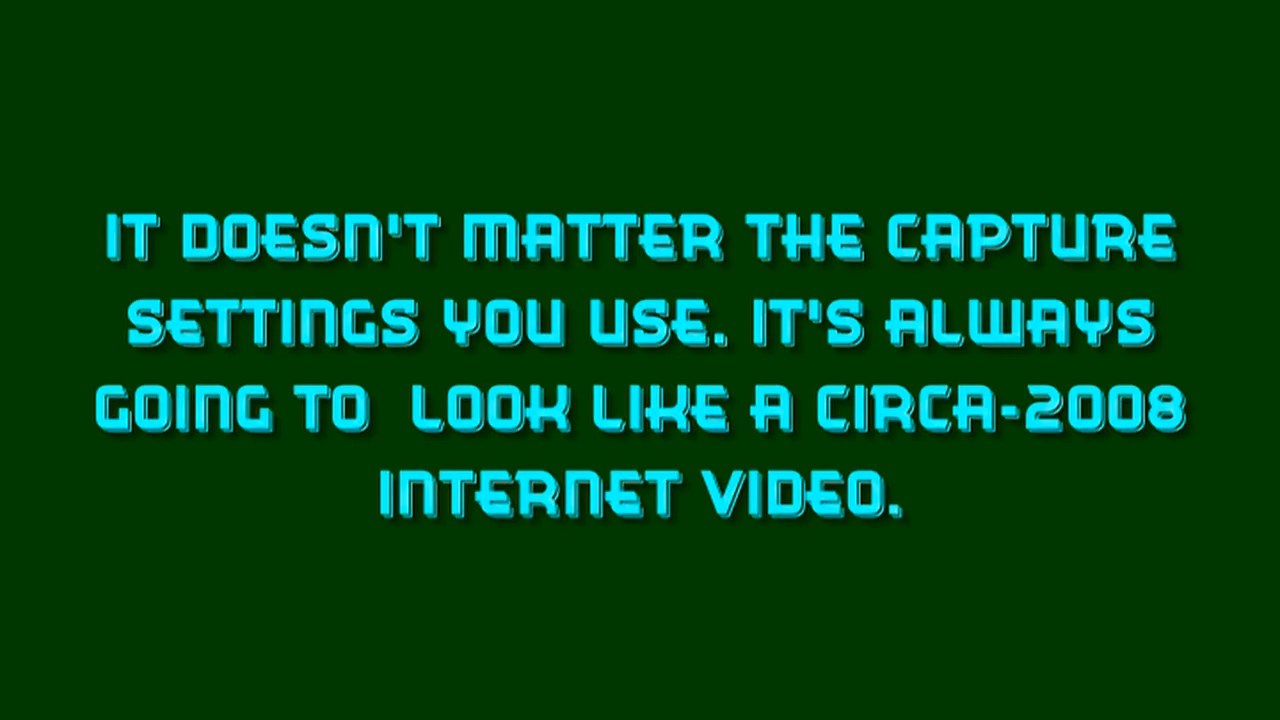 IT DOESN'T MATTER THE CAPTURE
SETTINGS YOU USE. IT'S ALWAYS
GOING TO  LOOK LIKE A CIRCA-2008
INTERNET VIDEO.